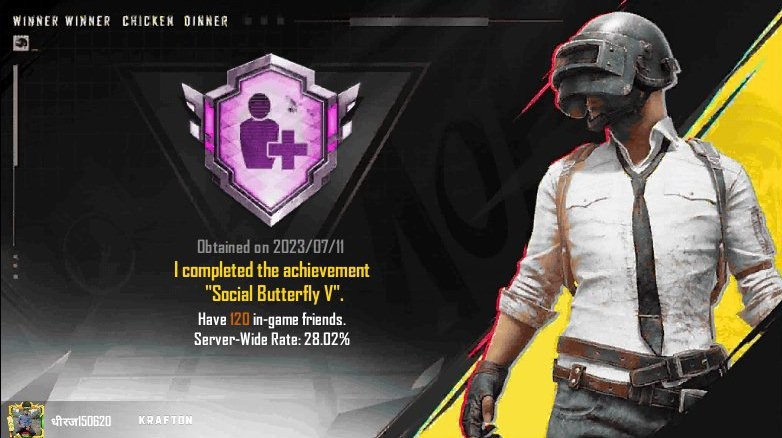 WINNER WINNER CHICKEN DINNER
Obtained on 2023/07/11
I completed the achievement
"Social Butterfly V".
Have 120 in-game friends.
Server-Wide Rate: 28.02%
धीरज150620 KRAFTON